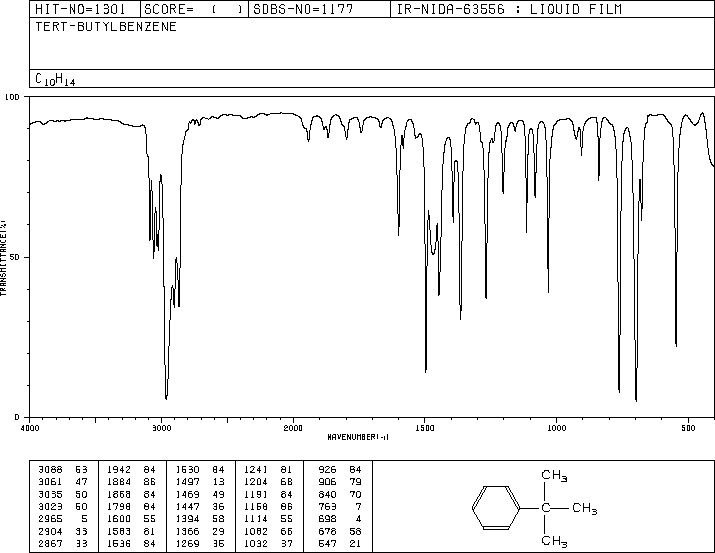 HIT-NO=1301 SCORE= ( ) SDBS-NO=1177 IR-NIDA-63556 : LIQUID FILM
TERT-BUTYLBENZENE
C10H14
100
50
0
TRANSMITTANCE(%)
4000 3000 2000 1500 1000 500
WAVENUMBER(-1)
3088 63 1942 84 1630 84 1241 81 926 84
3061 47 1884 86 1497 13 1204 68 906 79
3035 50 1868 84 1469 49 1191 84 840 70
3023 60 1798 84 1447 36 1158 86 763 7
2965 5 1600 55 1394 58 1114 55 698 4
2904 33 1583 81 1366 29 1082 66 678 58
2867 33 1536 84 1269 36 1032 37 547 21
CH3
C CH3
CH3